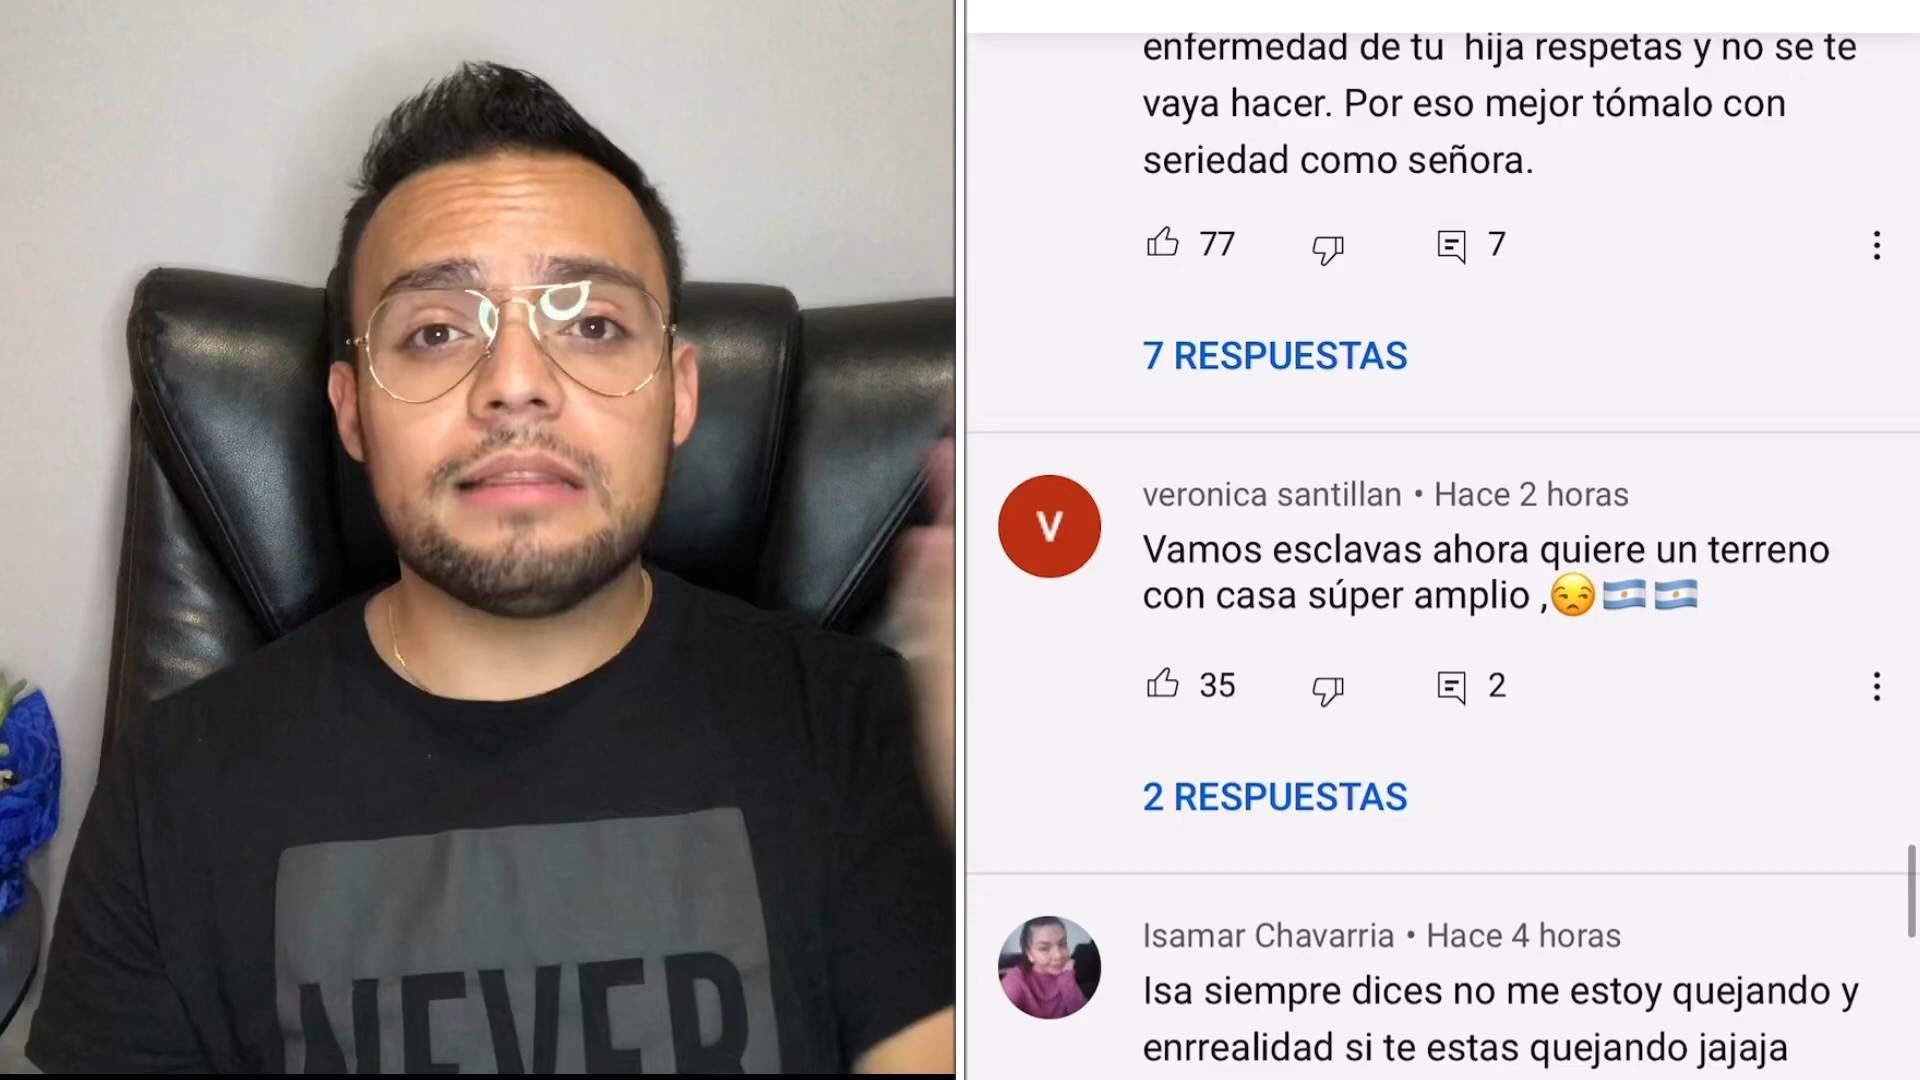 NEVER
enfermedad de tu hija respetas y no se te
vaya hacer. Por eso mejor tómalo con
seriedad como señora.
77
7
7 RESPUESTAS
V
veronica santillan • Hace 2 horas
Vamos esclavas ahora quiere un terreno
con casa súper amplio ,😒🇦🇷🇦🇷
35
2
2 RESPUESTAS
Isamar Chavarria • Hace 4 horas
Isa siempre dices no me estoy quejando y
enrrealidad si te estas quejando jajaja